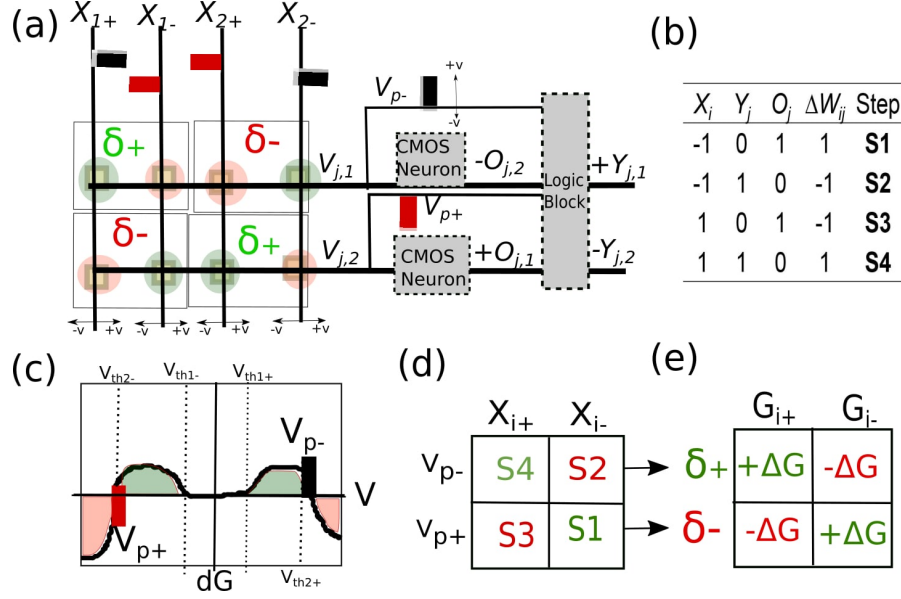 (a)
X1+ X1- X2+ X2-
Vp-
+v
-v
δ+ δ-
Vj,1
CMOS
Neuron
-Oj,2
Logic
Block
+Yj,1
Vp+
δ- δ+
Vj,2
CMOS
Neuron
+Oj,1
-Yj,2
-v +v -v +v -v +v
(b)
Xi Yj Oj ΔWij Step
-1 0 1 1 S1
-1 1 0 -1 S2
1 0 1 -1 S3
1 1 0 1 S4
(c)
Vth2- Vth1- Vth1+
Vp-
V
Vp+
dG
Vth2+
(d)
Xi+ Xi-
Vp- S4 S2
Vp+ S3 S1
(e)
Gi+ Gi-
δ+ +ΔG -ΔG
δ- -ΔG +ΔG